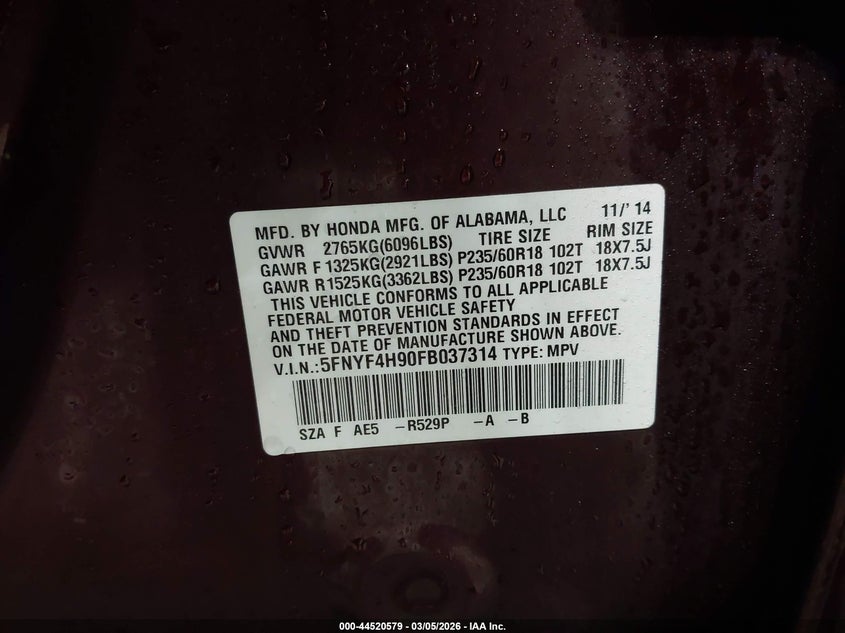 MFD. BY HONDA MFG. OF ALABAMA, LLC 11/' 14
GVWR 2765KG(6096LBS) TIRE SIZE RIM SIZE
GAWR F 1325KG(2921LBS) P235/60R18 102T 18X7.5J
GAWR R1525KG(3362LBS) P235/60R18 102T 18X7.5J
THIS VEHICLE CONFORMS TO ALL APPLICABLE
FEDERAL MOTOR VEHICLE SAFETY
AND THEFT PREVENTION STANDARDS IN EFFECT
ON THE DATE OF MANUFACTURE SHOWN ABOVE.
V.I.N.:5FNYF4H90FB037314 TYPE: MPV
SZA F AE5 -R529P -A -B
000-44520579 — 03/05/2026 — IAA Inc.